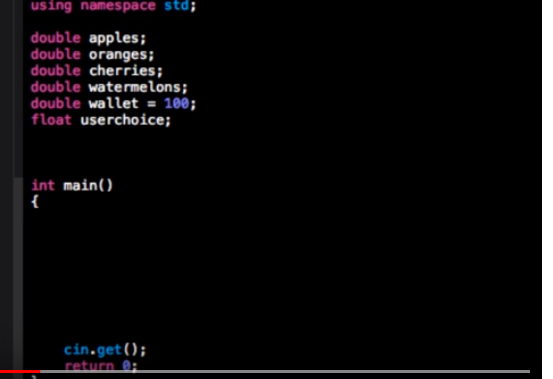 using namespace std;
double apples;
double oranges;
double cherries;
double watermelons;
double wallet = 100;
float userchoice;
int main()
{
cin.get();
return 0;
}